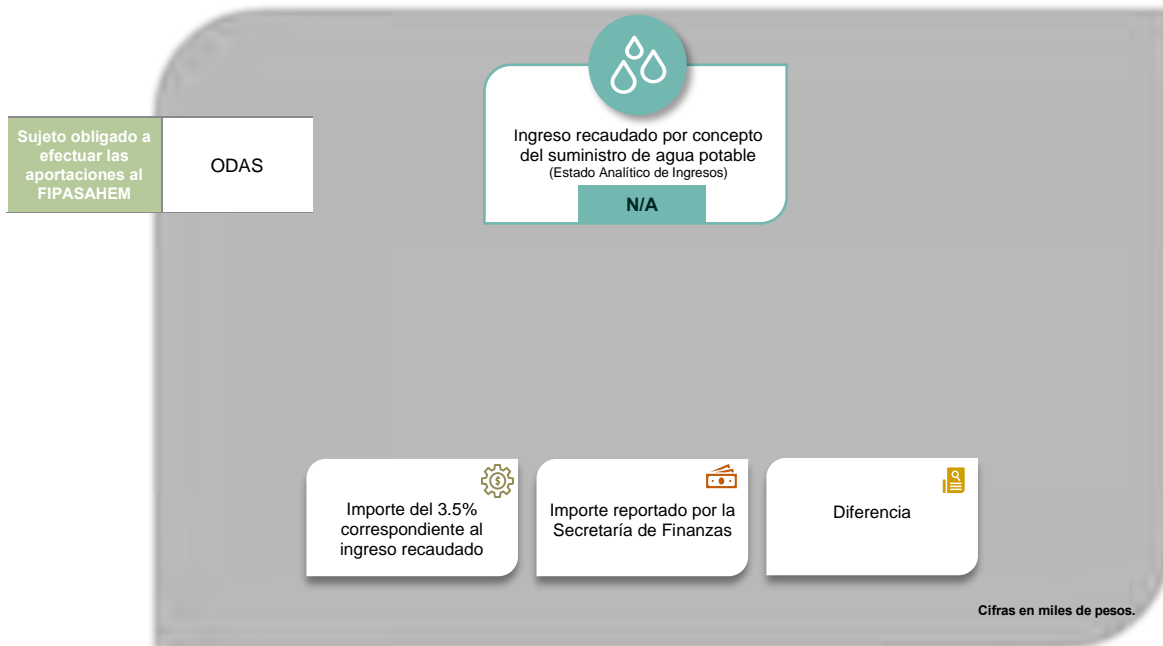 Ingreso recaudado por concepto
del suministro de agua potable
(Estado Analítico de Ingresos)
N/A
Sujeto obligado a
efectuar las
aportaciones al
FIPASAHEM
ODAS
Importe del 3.5%
correspondiente al
ingreso recaudado
Importe reportado por la
Secretaría de Finanzas
Diferencia
Cifras en miles de pesos.